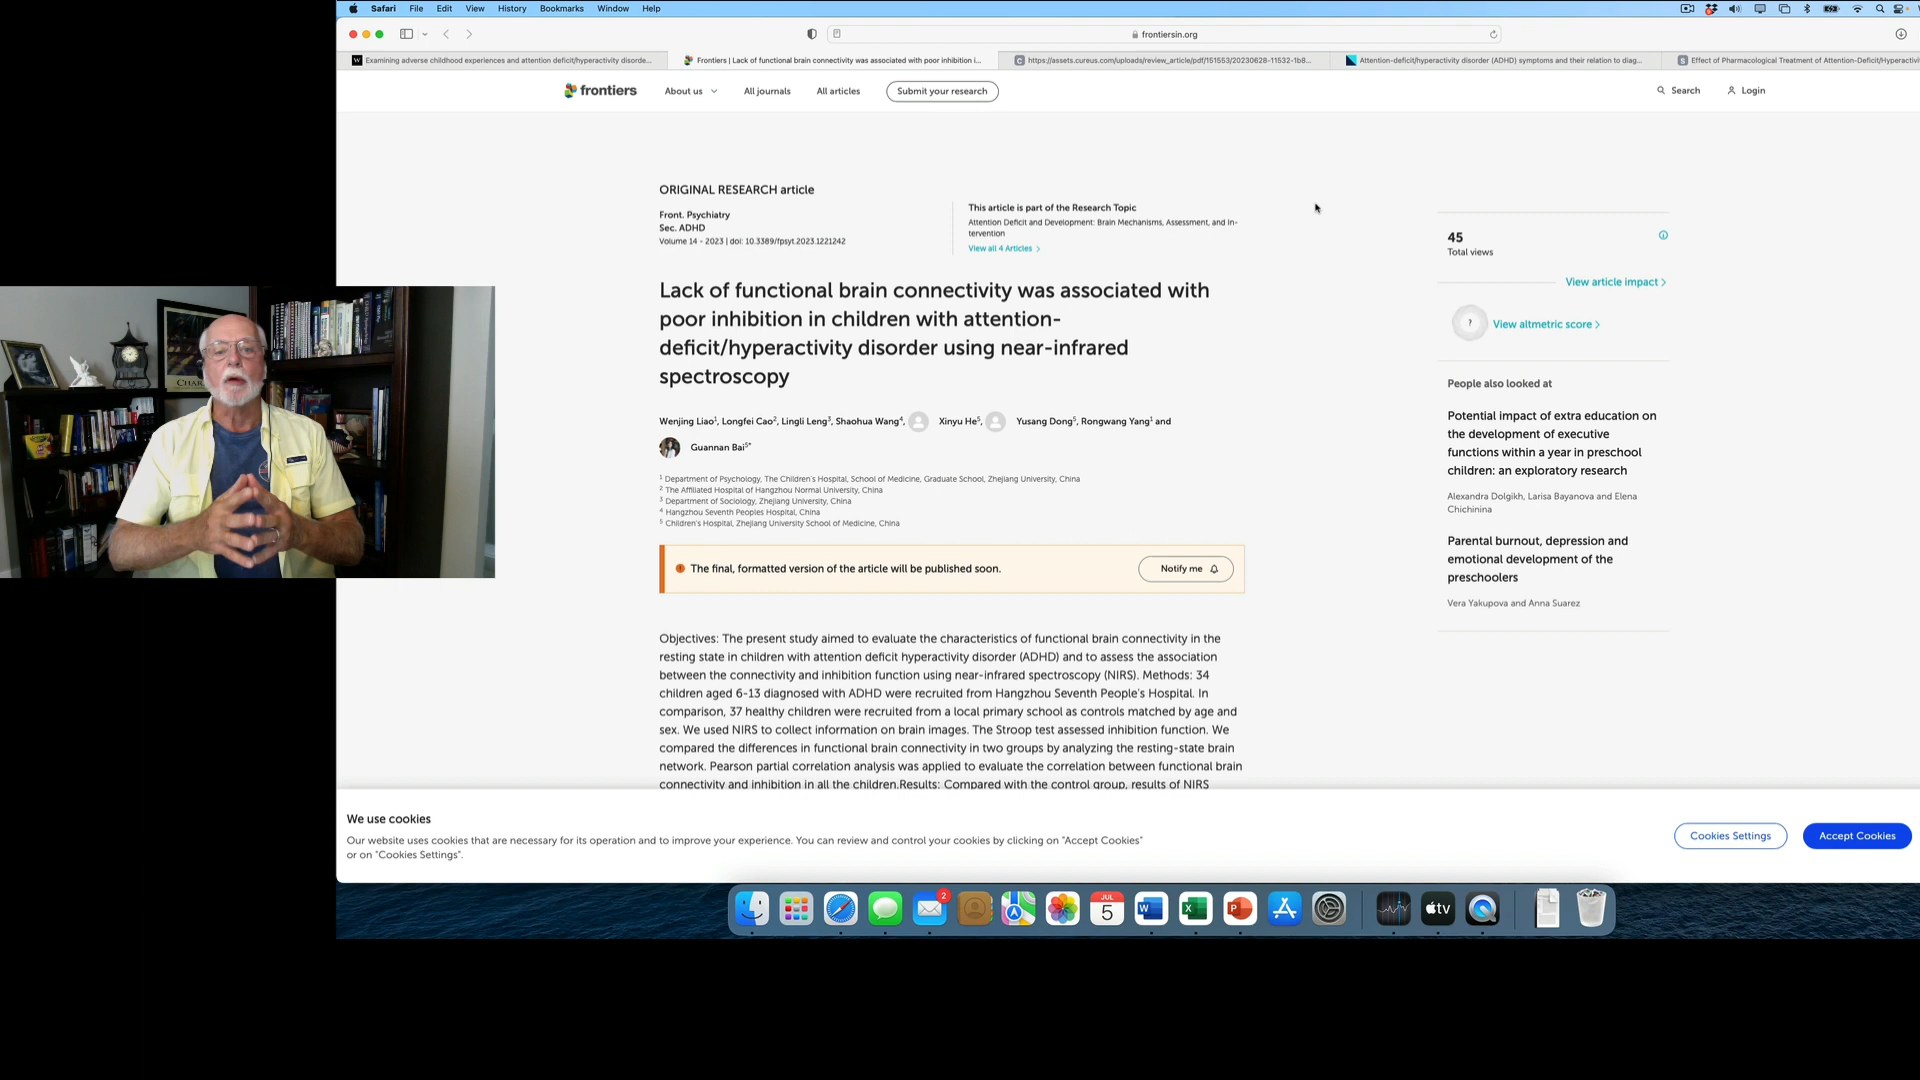 Safari File Edit View History Bookmarks Window Help
frontiersin.org
Examining adverse childhood experiences and attention deficit/hyperactivity disorde...
Frontiers | Lack of functional brain connectivity was associated with poor inhibition i...
https://assets.cureus.com/uploads/review_article/pdf/151553/20230628-11532-1b8...
Attention-deficit/hyperactivity disorder (ADHD) symptoms and their relation to diag...
Effect of Pharmacological Treatment of Attention-Deficit/Hyperactivi
frontiers
About us
All journals
All articles
Submit your research
Search
Login
ORIGINAL RESEARCH article
Front. Psychiatry
Sec. ADHD
Volume 14 - 2023 | doi: 10.3389/fpsyt.2023.1221242
This article is part of the Research Topic
Attention Deficit and Development: Brain Mechanisms, Assessment, and In-
tervention
View all 4 Articles >
Lack of functional brain connectivity was associated with
poor inhibition in children with attention-
deficit/hyperactivity disorder using near-infrared
spectroscopy
Wenjing Liao1, Longfei Cao2, Lingli Leng3, Shaohua Wang4, Xinyu He5, Yusang Dong5, Rongwang Yang1 and
Guannan Bai5*
1 Department of Psychology, The Children's Hospital, School of Medicine, Graduate School, Zhejiang University, China
2 The Affiliated Hospital of Hangzhou Normal University, China
3 Department of Sociology, Zhejiang University, China
4 Hangzhou Seventh Peoples Hospital, China
5 Children's Hospital, Zhejiang University School of Medicine, China
The final, formatted version of the article will be published soon.
Notify me
Objectives: The present study aimed to evaluate the characteristics of functional brain connectivity in the
resting state in children with attention deficit hyperactivity disorder (ADHD) and to assess the association
between the connectivity and inhibition function using near-infrared spectroscopy (NIRS). Methods: 34
children aged 6-13 diagnosed with ADHD were recruited from Hangzhou Seventh People's Hospital. In
comparison, 37 healthy children were recruited from a local primary school as controls matched by age and
sex. We used NIRS to collect information on brain images. The Stroop test assessed inhibition function. We
compared the differences in functional brain connectivity in two groups by analyzing the resting-state brain
network. Pearson partial correlation analysis was applied to evaluate the correlation between functional brain
connectivity and inhibition in all the children.Results: Compared with the control group, results of NIRS
45
Total views
View article impact >
?
View altmetric score >
People also looked at
Potential impact of extra education on
the development of executive
functions within a year in preschool
children: an exploratory research
Alexandra Dolgikh, Larisa Bayanova and Elena
Chichinina
Parental burnout, depression and
emotional development of the
preschoolers
Vera Yakupova and Anna Suarez
We use cookies
Our website uses cookies that are necessary for its operation and to improve your experience. You can review and control your cookies by clicking on "Accept Cookies"
or on "Cookies Settings".
Cookies Settings
Accept Cookies
2
JUL
5
W
X
P
tv